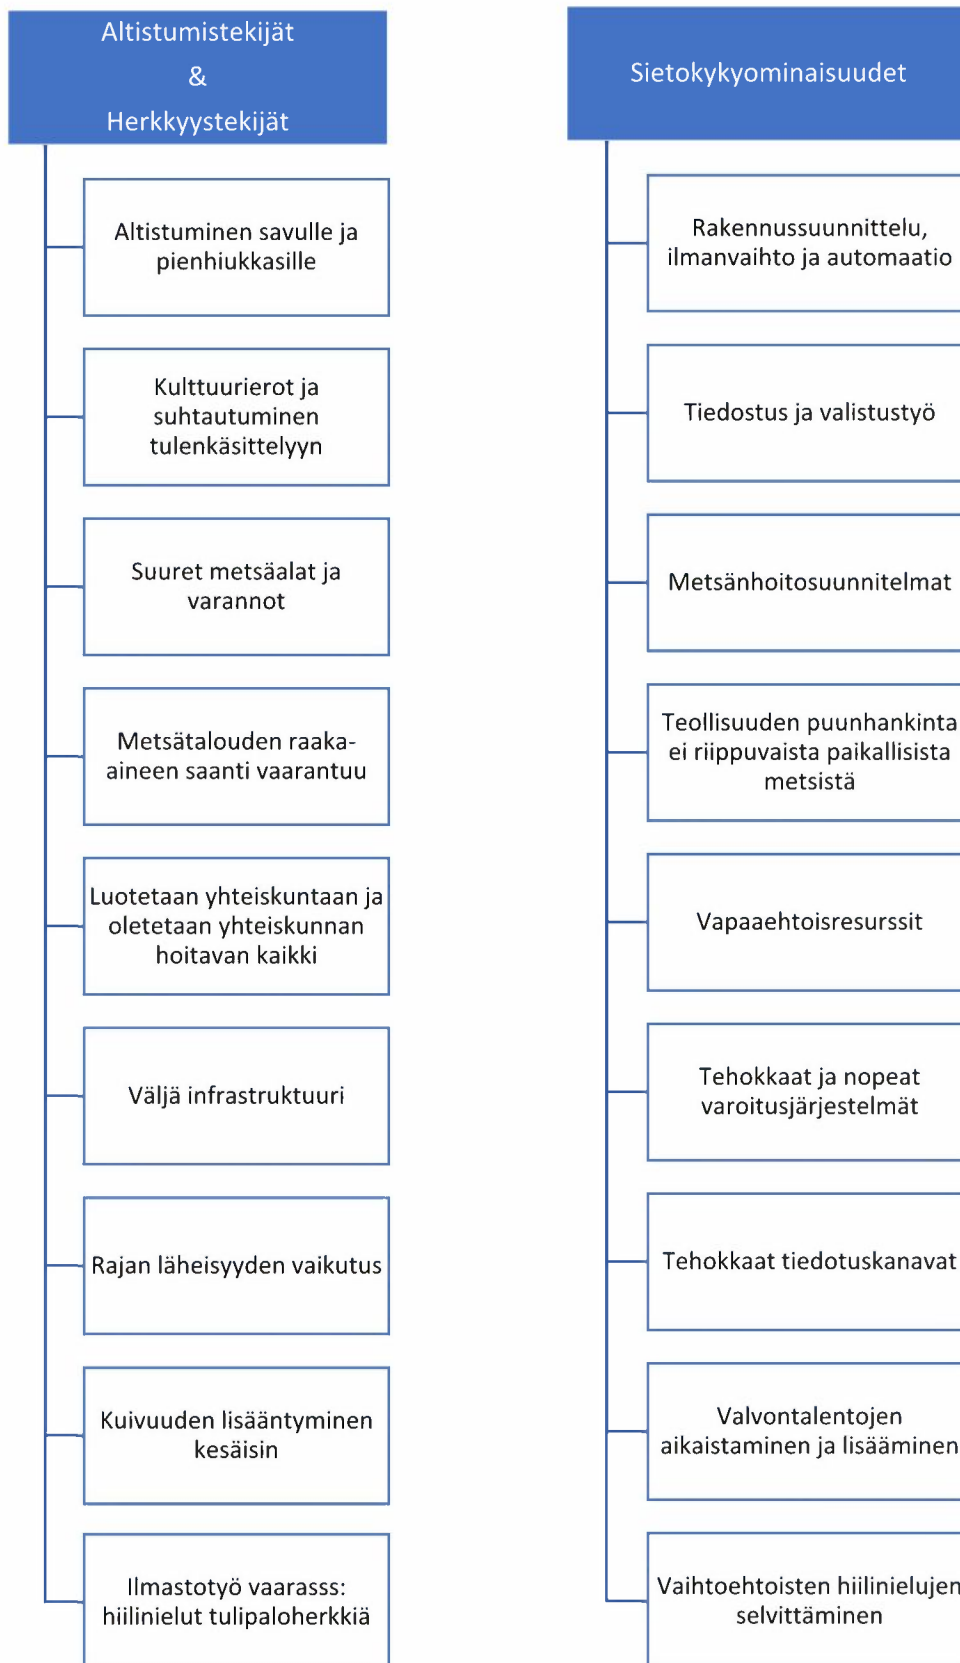 Altistumistekijät
&
Herkkyystekijät
Altistuminen savulle ja
pienhiukkasille
Kulttuurierot ja
suhtautuminen
tulenkäsittelyyn
Suuret metsäalat ja
varannot
Metsätalouden raaka-
aineen saanti vaarantuu
Luotetaan yhteiskuntaan ja
oletetaan yhteiskunnan
hoitavan kaikki
Väljä infrastruktuuri
Rajan läheisyyden vaikutus
Kuivuuden lisääntyminen
kesäisin
Ilmastotyö vaarasss:
hiilinielut tulipaloherkkiä
Sietokykyominaisuudet
Rakennussuunnittelu,
ilmanvaihto ja automaatio
Tiedostus ja valistustyö
Metsänhoitosuunnitelmat
Teollisuuden puunhankinta
ei riippuvaista paikallisista
metsistä
Vapaaehtoisresurssit
Tehokkaat ja nopeat
varoitusjärjestelmät
Tehokkaat tiedotuskanavat
Valvontalentojen
aikaistaminen ja lisääminen
Vaihtoehtoisten hiilinielujen
selvittäminen